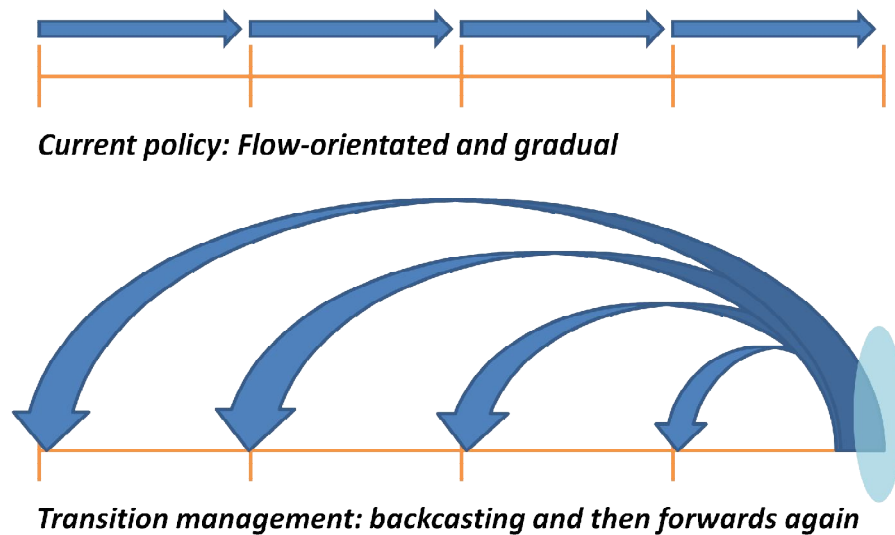 Current policy: Flow-orientated and gradual
Transition management: backcasting and then forwards again